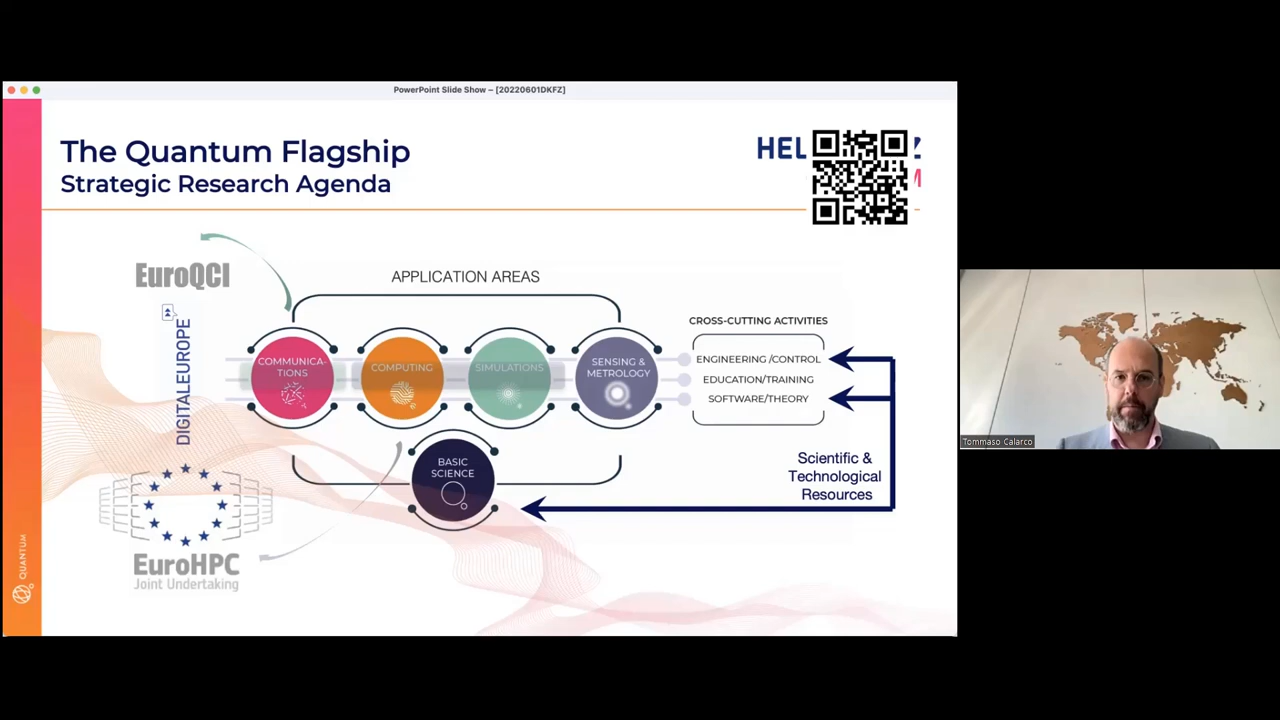 PowerPoint Slide Show – [20220601DKFZ]
The Quantum Flagship
Strategic Research Agenda
HEL
Z
M
EuroQCI
DIGITALEUROPE
APPLICATION AREAS
COMMUNICA-
TIONS
COMPUTING
SIMULATIONS
SENSING &
METROLOGY
BASIC
SCIENCE
CROSS-CUTTING ACTIVITIES
ENGINEERING /CONTROL
EDUCATION/TRAINING
SOFTWARE/THEORY
Scientific &
Technological
Resources
EuroHPC
Joint Undertaking
QUANTUM
Tommaso Calarco